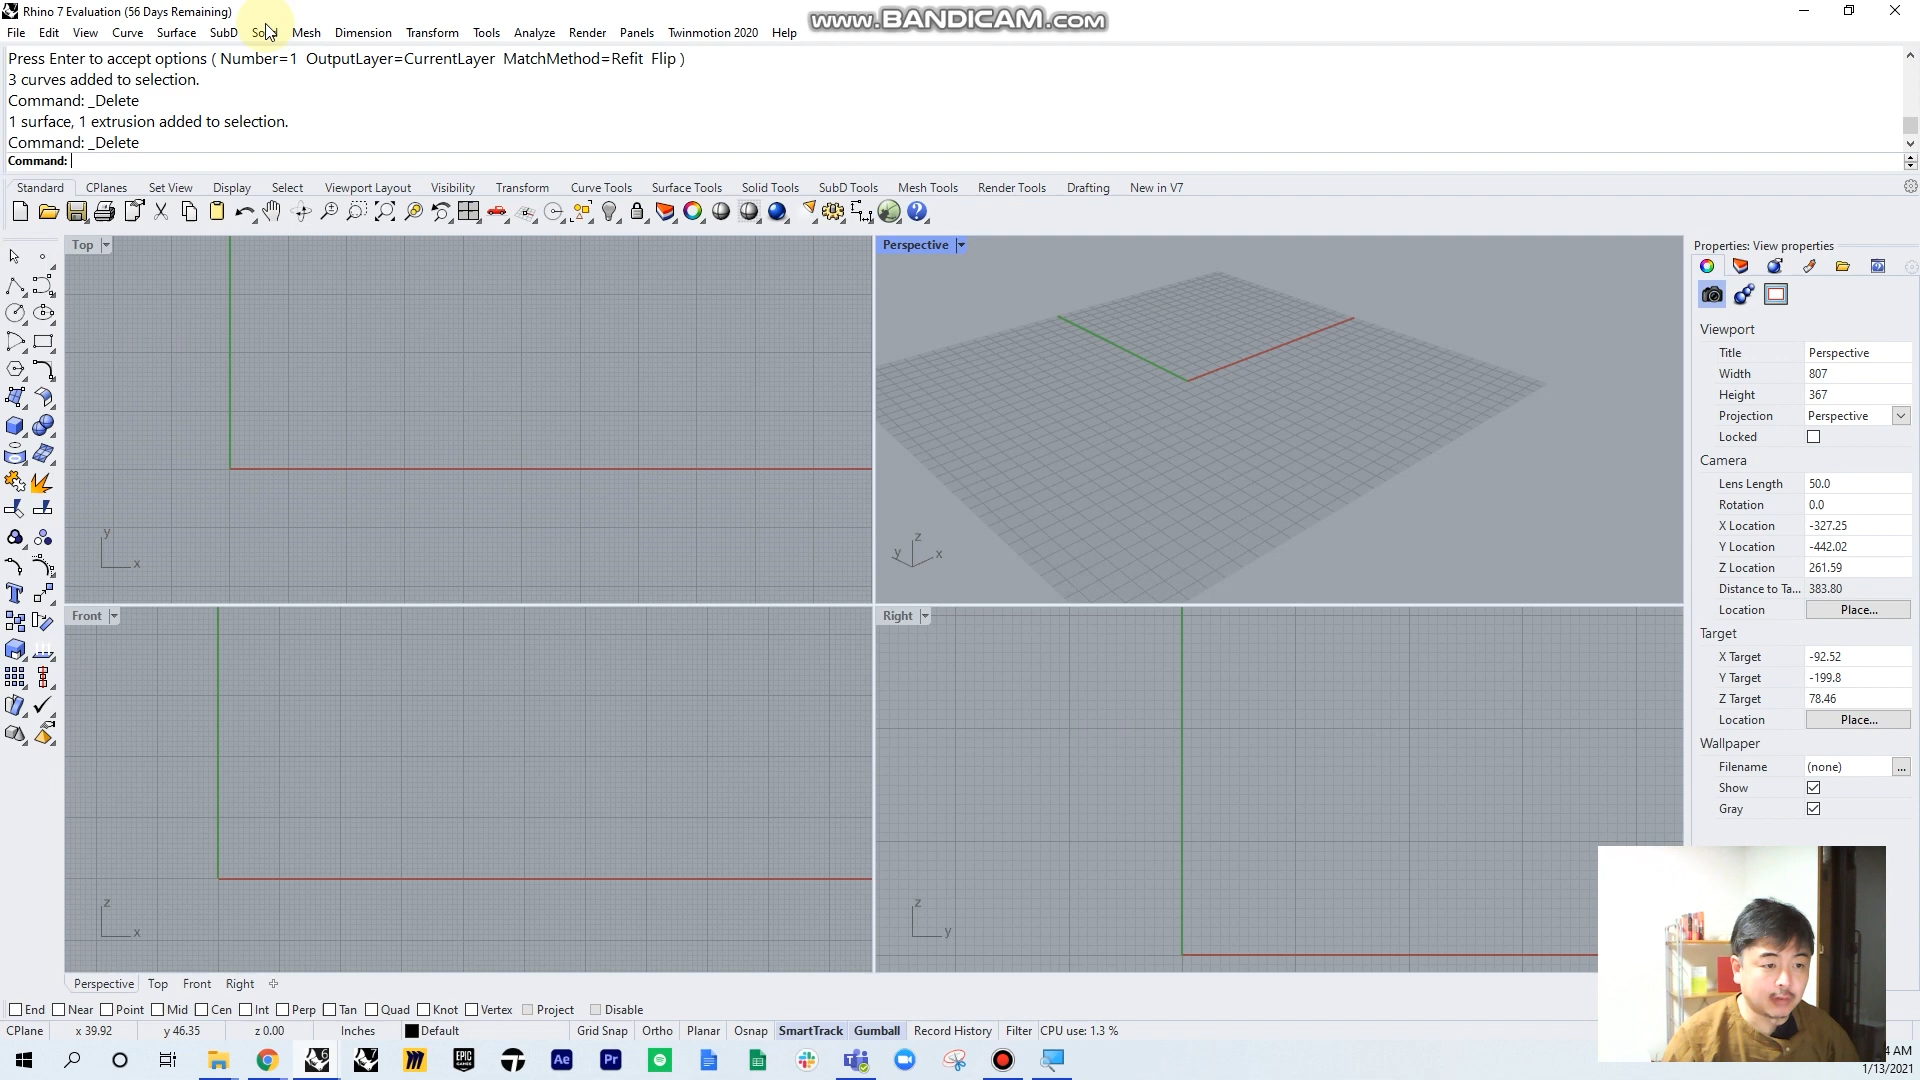 Rhino 7 Evaluation (56 Days Remaining)
www.BANDICAM.com
File Edit View Curve Surface SubD Solid Mesh Dimension Transform Tools Analyze Render Panels Twinmotion 2020 Help
Press Enter to accept options ( Number=1 OutputLayer=CurrentLayer MatchMethod=Refit Flip )
3 curves added to selection.
Command: _Delete
1 surface, 1 extrusion added to selection.
Command: _Delete
Command:
Standard CPlanes Set View Display Select Viewport Layout Visibility Transform Curve Tools Surface Tools Solid Tools SubD Tools Mesh Tools Render Tools Drafting New in V7
Top
y
x
Perspective
z
y
x
Front
z
x
Right
z
y
Properties: View properties
Viewport
Title Perspective
Width 807
Height 367
Projection Perspective
Locked
Camera
Lens Length 50.0
Rotation 0.0
X Location -327.25
Y Location -442.02
Z Location 261.59
Distance to Ta... 383.80
Location Place...
Target
X Target -92.52
Y Target -199.8
Z Target 78.46
Location Place...
Wallpaper
Filename (none) ...
Show
Gray
Perspective Top Front Right
End Near Point Mid Cen Int Perp Tan Quad Knot Vertex Project Disable
CPlane x 39.92 y 46.35 z 0.00 Inches Default Grid Snap Ortho Planar Osnap SmartTrack Gumball Record History Filter CPU use: 1.3 %
6 7 EPIC GAMES Ae Pr
4 AM
1/13/2021